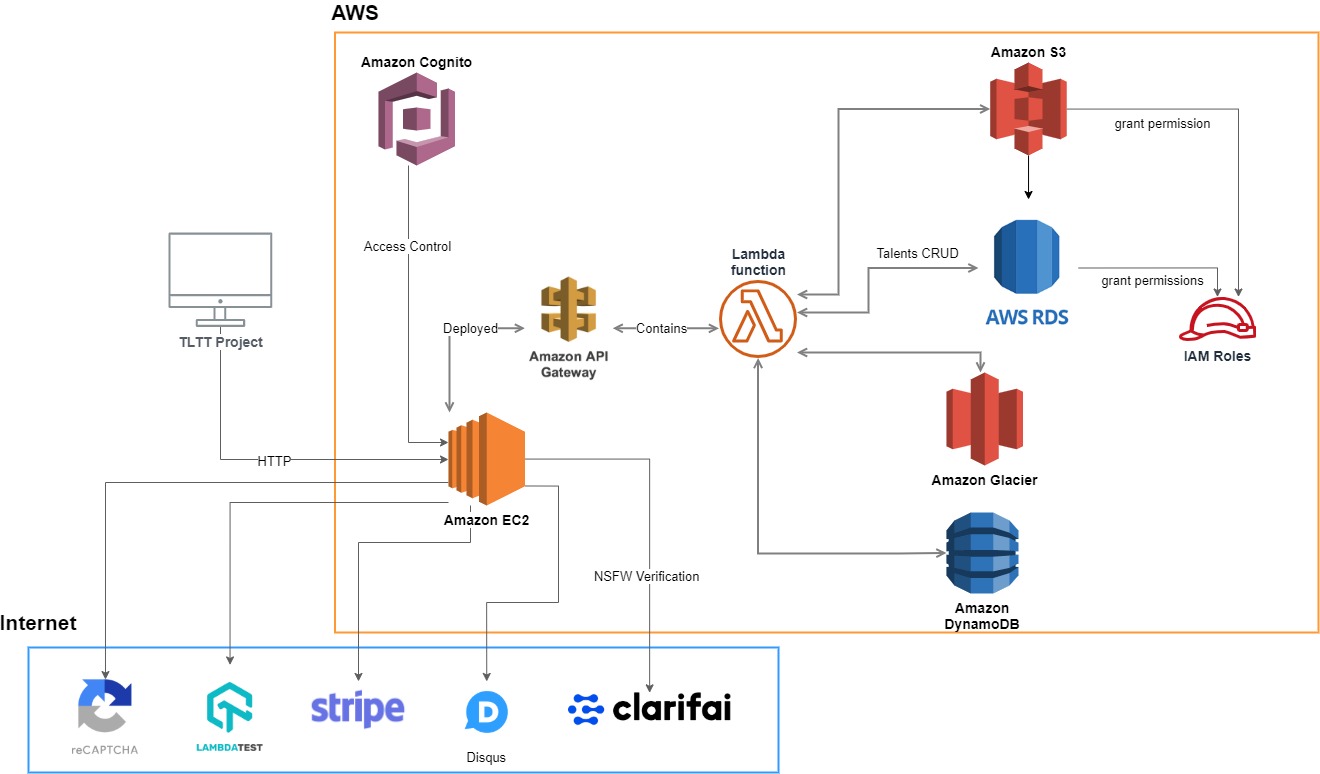 AWS
Amazon Cognito
Amazon S3
grant permission
Access Control
Lambda
function
Talents CRUD
grant permissions
AWS RDS
TLTT Project
Deployed
Contains
Amazon API
Gateway
IAM Roles
HTTP
Amazon Glacier
Amazon EC2
NSFW Verification
Amazon
DynamoDB
Internet
reCAPTCHA
LAMBDATEST
stripe
D
Disqus
clarifai